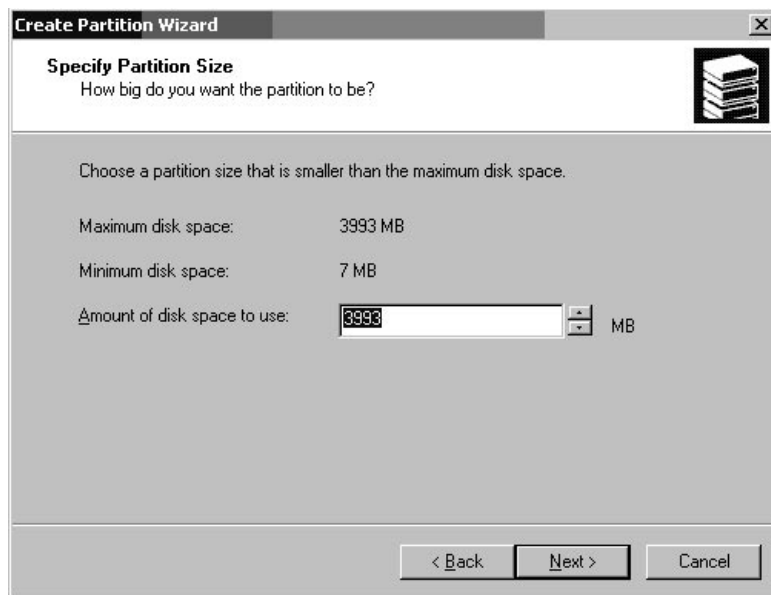 Create Partition Wizard
Specify Partition Size
How big do you want the partition to be?
Choose a partition size that is smaller than the maximum disk space.
Maximum disk space: 3993 MB
Minimum disk space: 7 MB
Amount of disk space to use: 3993 MB
< Back Next > Cancel